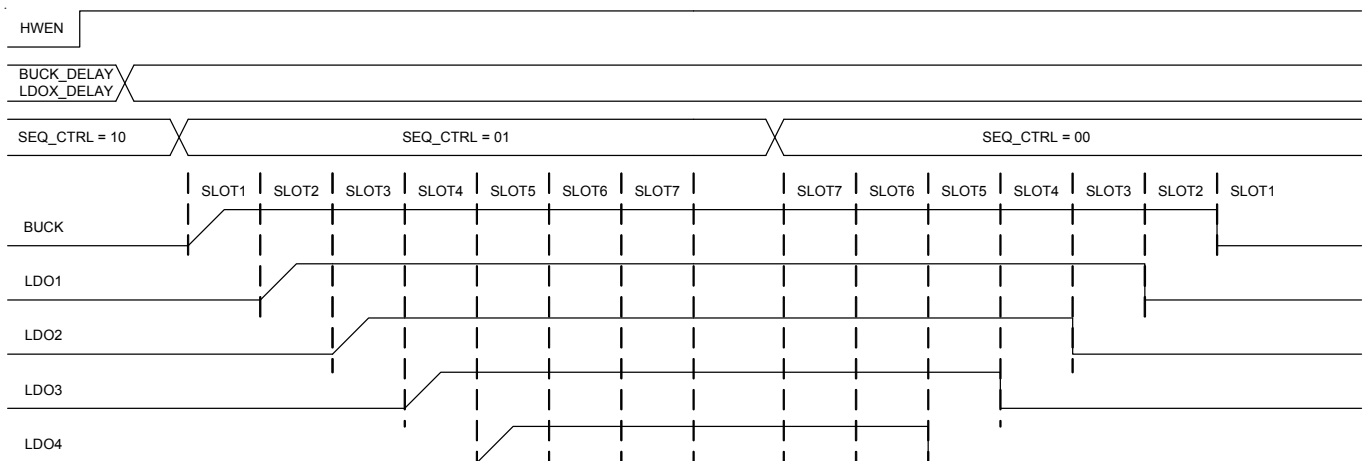 HWEN
BUCK_DELAY
LDOX_DELAY
SEQ_CTRL = 10 SEQ_CTRL = 01 SEQ_CTRL = 00
SLOT1 SLOT2 SLOT3 SLOT4 SLOT5 SLOT6 SLOT7 SLOT7 SLOT6 SLOT5 SLOT4 SLOT3 SLOT2 SLOT1
BUCK
LDO1
LDO2
LDO3
LDO4